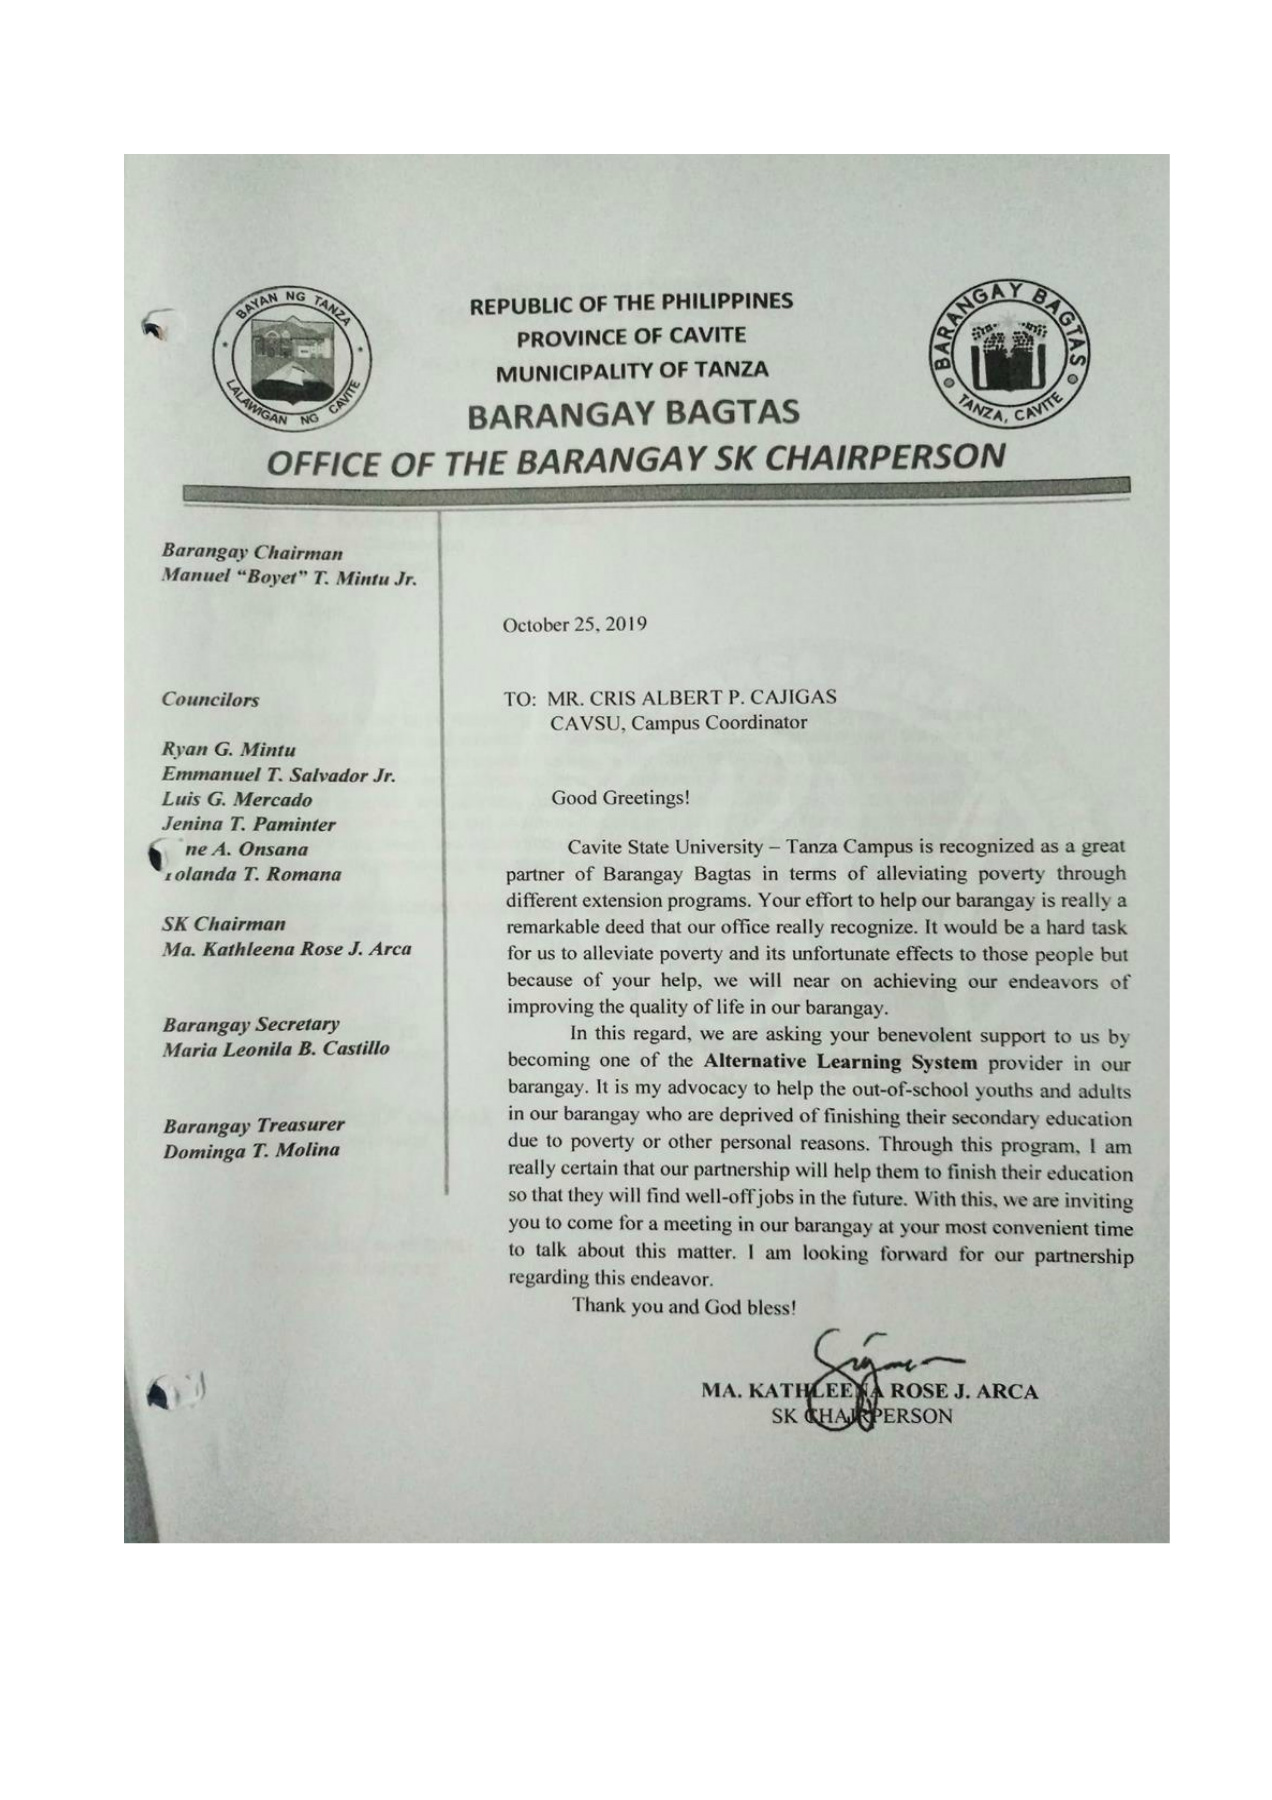 BAYAN NG TANZA
LALAWIGAN NG CAVITE
REPUBLIC OF THE PHILIPPINES
PROVINCE OF CAVITE
MUNICIPALITY OF TANZA
BARANGAY BAGTAS
OFFICE OF THE BARANGAY SK CHAIRPERSON
BARANGAY BAGTAS
TANZA, CAVITE
Barangay Chairman
Manuel “Boyet” T. Mintu Jr.
Councilors
Ryan G. Mintu
Emmanuel T. Salvador Jr.
Luis G. Mercado
Jenina T. Paminter
A. Onsana
T. Romana
SK Chairman
Ma. Kathleena Rose J. Arca
Barangay Secretary
Maria Leonila B. Castillo
Barangay Treasurer
Dominga T. Molina
October 25, 2019
TO: MR. CRIS ALBERT P. CAJIGAS
CAVSU, Campus Coordinator
Good Greetings!
Cavite State University – Tanza Campus is recognized as a great
partner of Barangay Bagtas in terms of alleviating poverty through
different extension programs. Your effort to help our barangay is really a
remarkable deed that our office really recognize. It would be a hard task
for us to alleviate poverty and its unfortunate effects to those people but
because of your help, we will near on achieving our endeavors of
improving the quality of life in our barangay.
In this regard, we are asking your benevolent support to us by
becoming one of the Alternative Learning System provider in our
barangay. It is my advocacy to help the out-of-school youths and adults
in our barangay who are deprived of finishing their secondary education
due to poverty or other personal reasons. Through this program, I am
really certain that our partnership will help them to finish their education
so that they will find well-off jobs in the future. With this, we are inviting
you to come for a meeting in our barangay at your most convenient time
to talk about this matter. I am looking forward for our partnership
regarding this endeavor.
Thank you and God bless!
MA. KATHLEENA ROSE J. ARCA
SK CHAIRPERSON